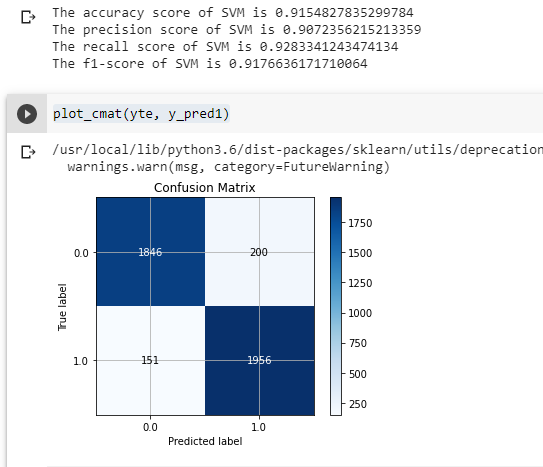 The accuracy score of SVM is 0.9154827835299784
The precision score of SVM is 0.9072356215213359
The recall score of SVM is 0.9283341243474134
The f1-score of SVM is 0.9176636171710064
plot_cmat(yte, y_pred1)
/usr/local/lib/python3.6/dist-packages/sklearn/utils/deprecation
warnings.warn(msg, category=FutureWarning)
Confusion Matrix
1750
0.0 1846 200
1500
1250
True label
1000
750
1.0 151 1956
500
250
0.0 1.0
Predicted label